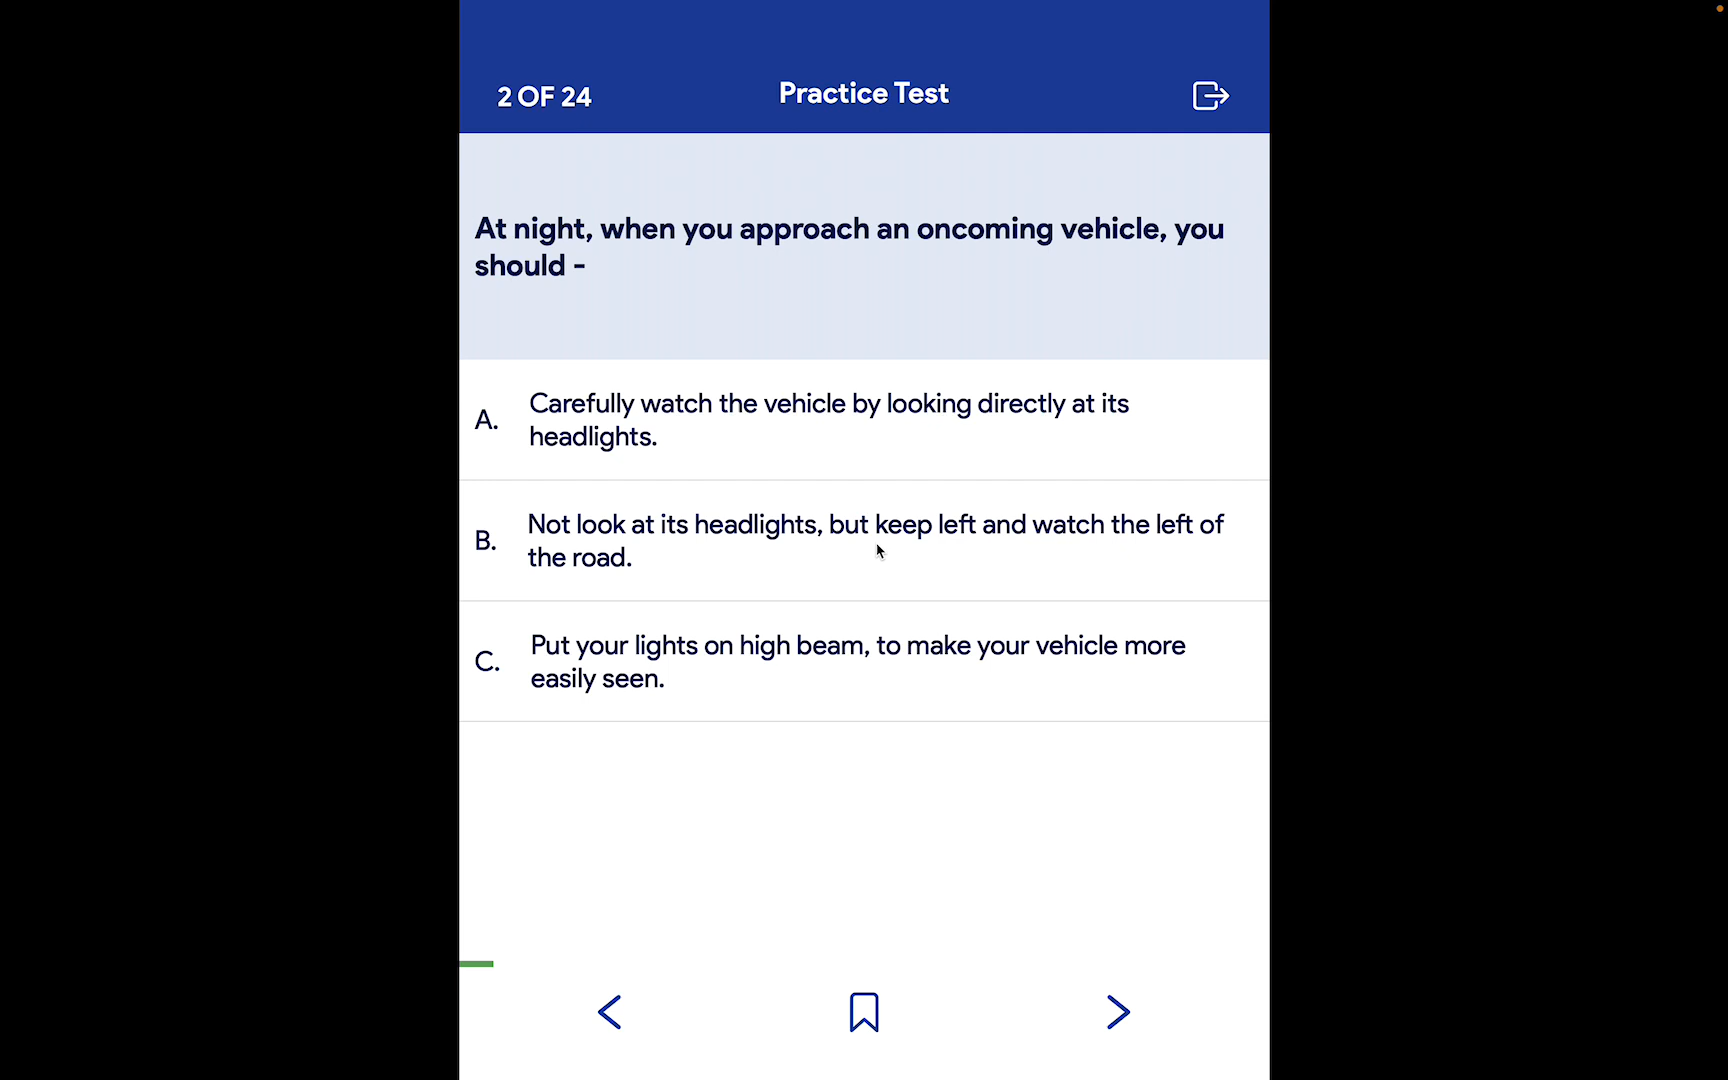 2 OF 24
Practice Test
At night, when you approach an oncoming vehicle, you
should -
A.
Carefully watch the vehicle by looking directly at its
headlights.
B.
Not look at its headlights, but keep left and watch the left of
the road.
C.
Put your lights on high beam, to make your vehicle more
easily seen.